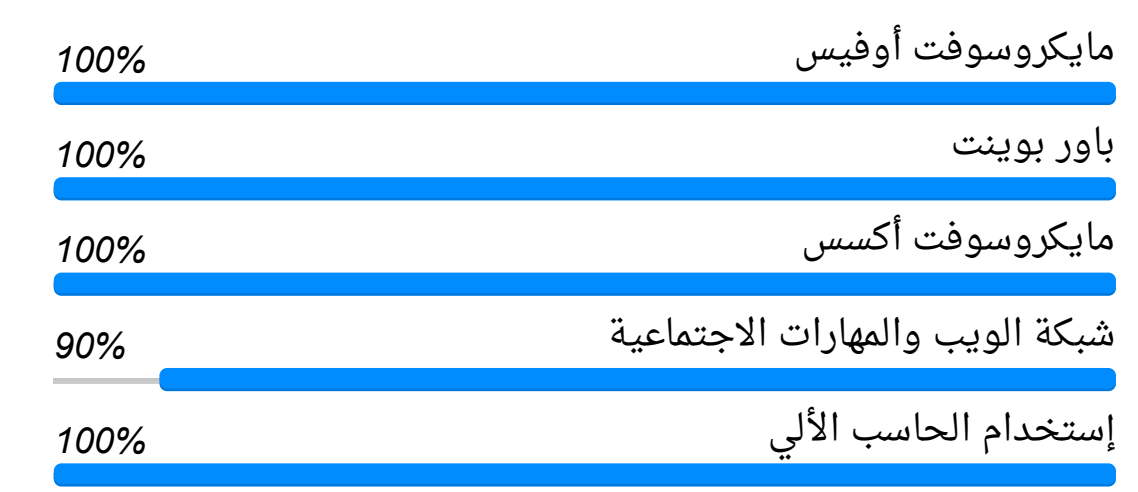 مايكروسوفت أوفيس 100%
باور بوينت 100%
مايكروسوفت أكسس 100%
شبكة الويب والمهارات الاجتماعية 90%
إستخدام الحاسب الألي 100%